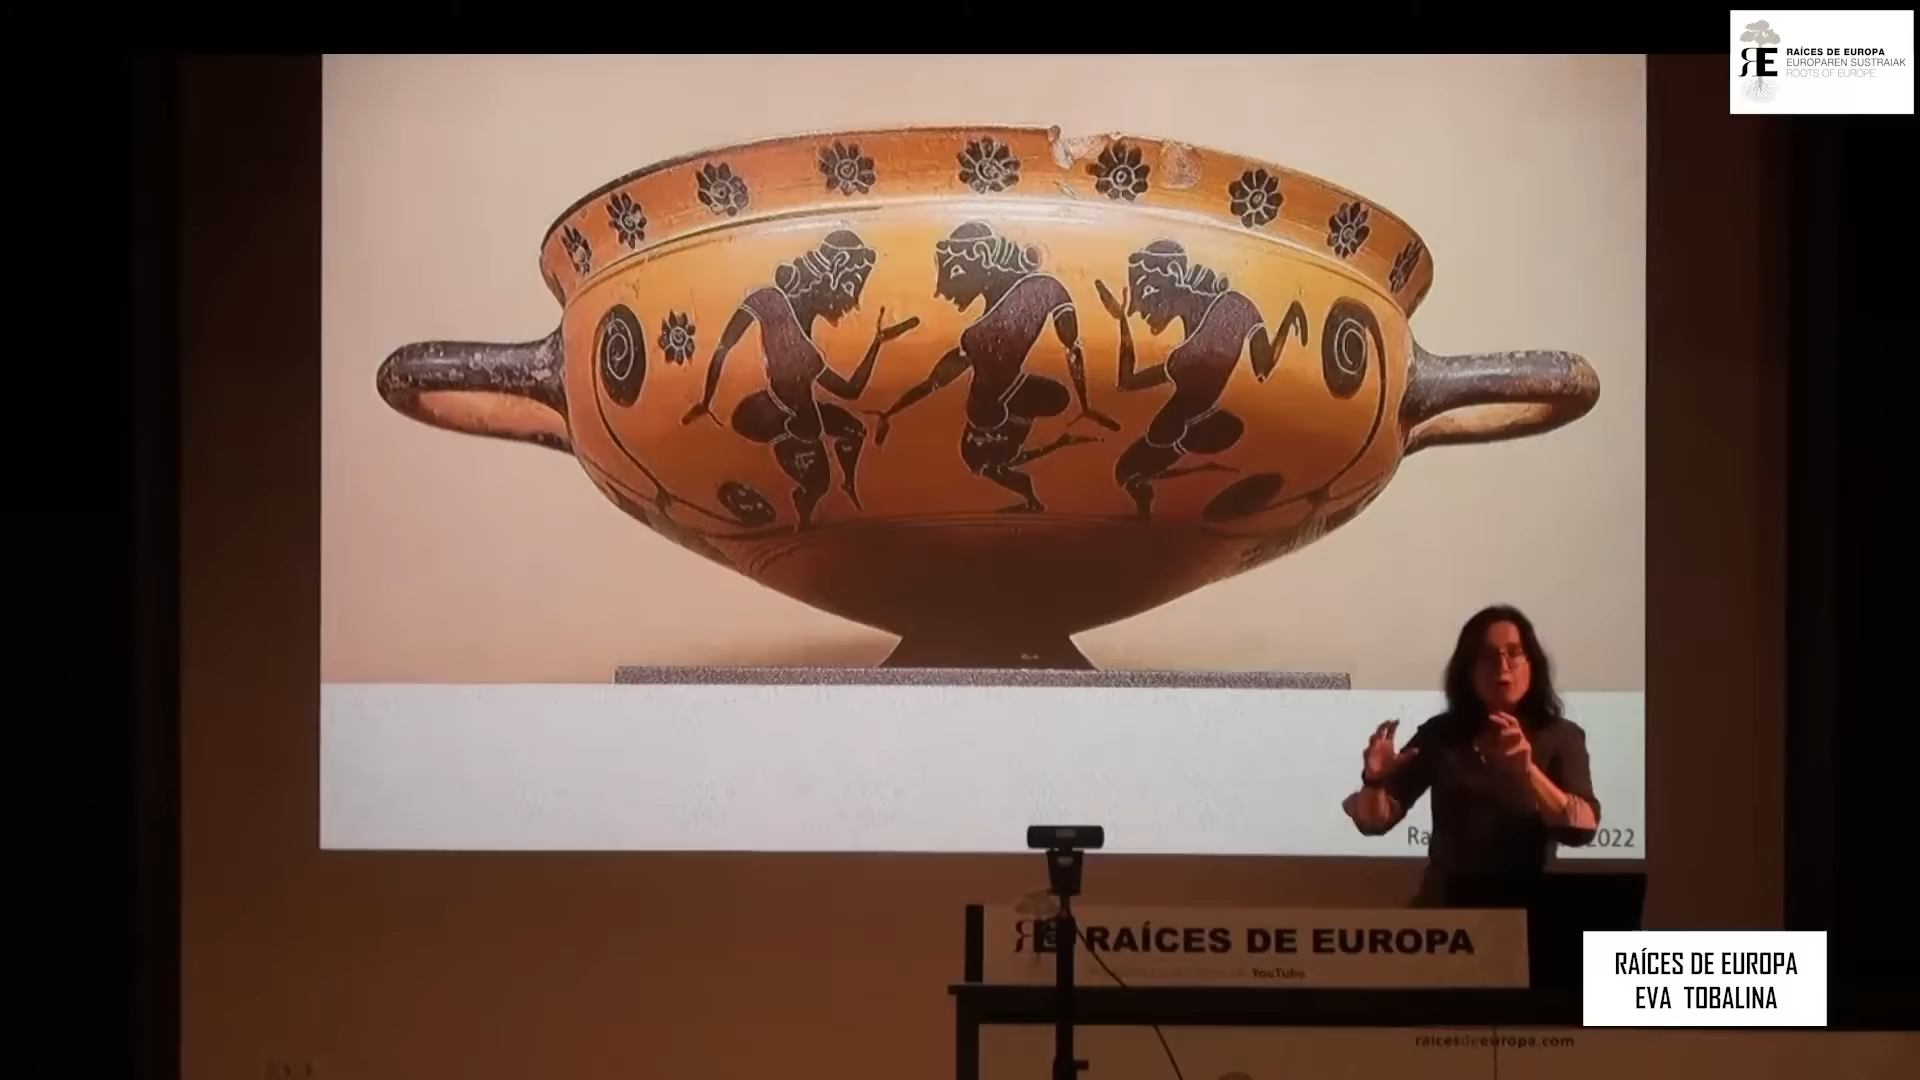 RAÍCES DE EUROPA
EUROPAREN SUSTRAIAK
ROOTS OF EUROPE
2022
RAÍCES DE EUROPA
YouTube
RAÍCES DE EUROPA
EVA TOBALINA
raicesdeeuropa.com